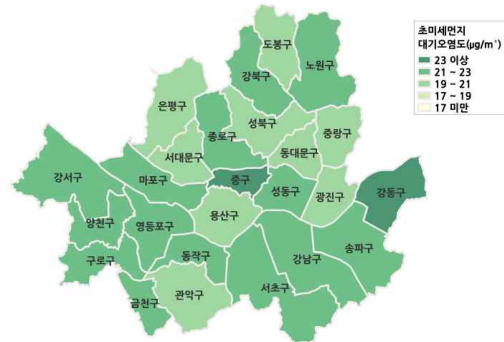 초미세먼지
대기오염도(μg/m³)
23 이상
21 ~ 23
19 ~ 21
17 ~ 19
17 미만
도봉구
노원구
강북구
은평구
성북구
종로구
중랑구
서대문구
동대문구
강서구
마포구
중구
성동구
광진구
강동구
양천구
영등포구
용산구
송파구
구로구
동작구
강남구
서초구
금천구
관악구